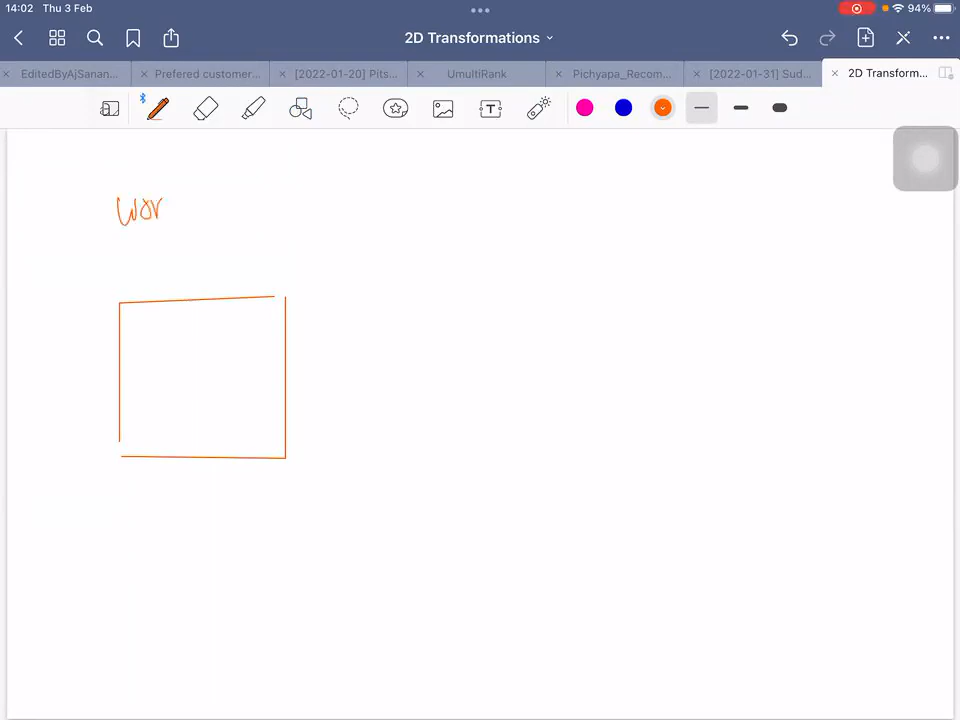 14:02 Thu 3 Feb
94%
2D Transformations
EditedByAjSanan...
Prefered customer...
[2022-01-20] Pits...
UmultiRank
Pichyapa_Recom...
[2022-01-31] Sud...
2D Transform...
T
wor